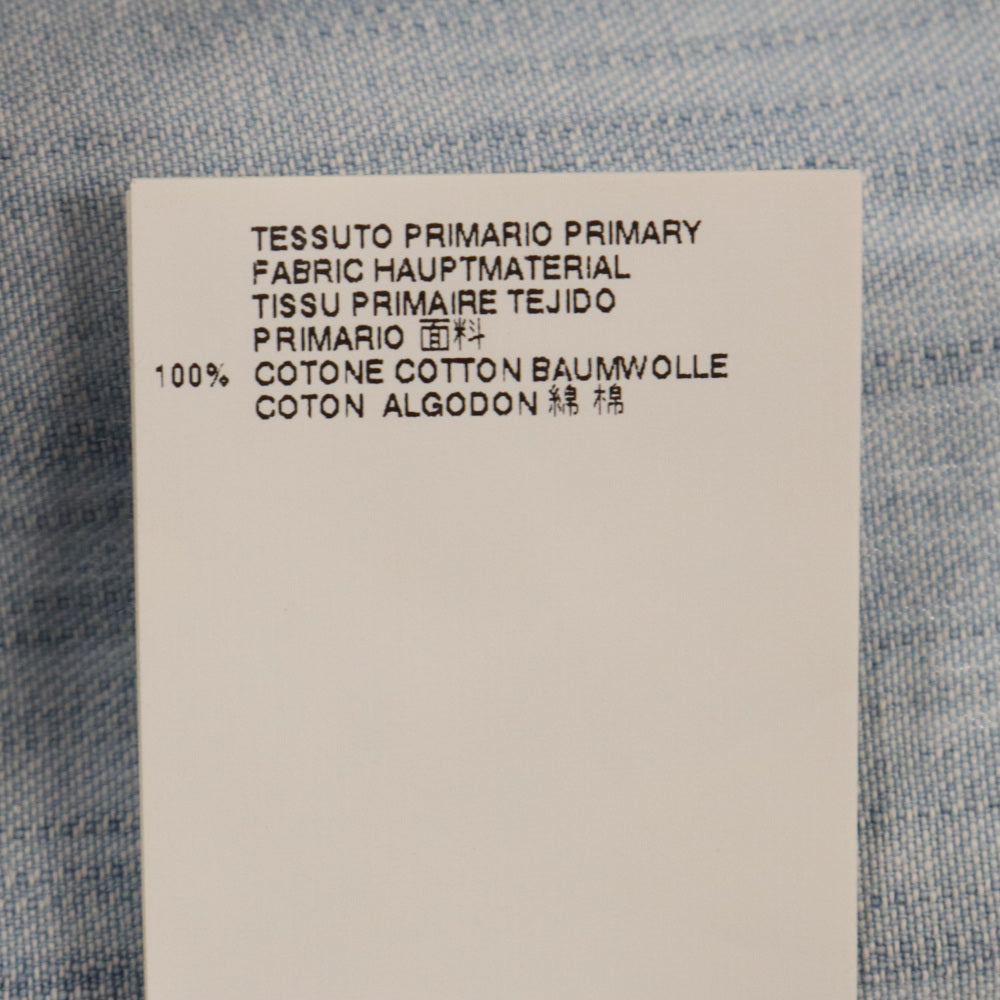 TESSUTO PRIMARIO PRIMARY
FABRIC HAUPTMATERIAL
TISSU PRIMAIRE TEJIDO
PRIMARIO 面料
100% COTONE COTTON BAUMWOLLE
COTON ALGODON 綿 棉